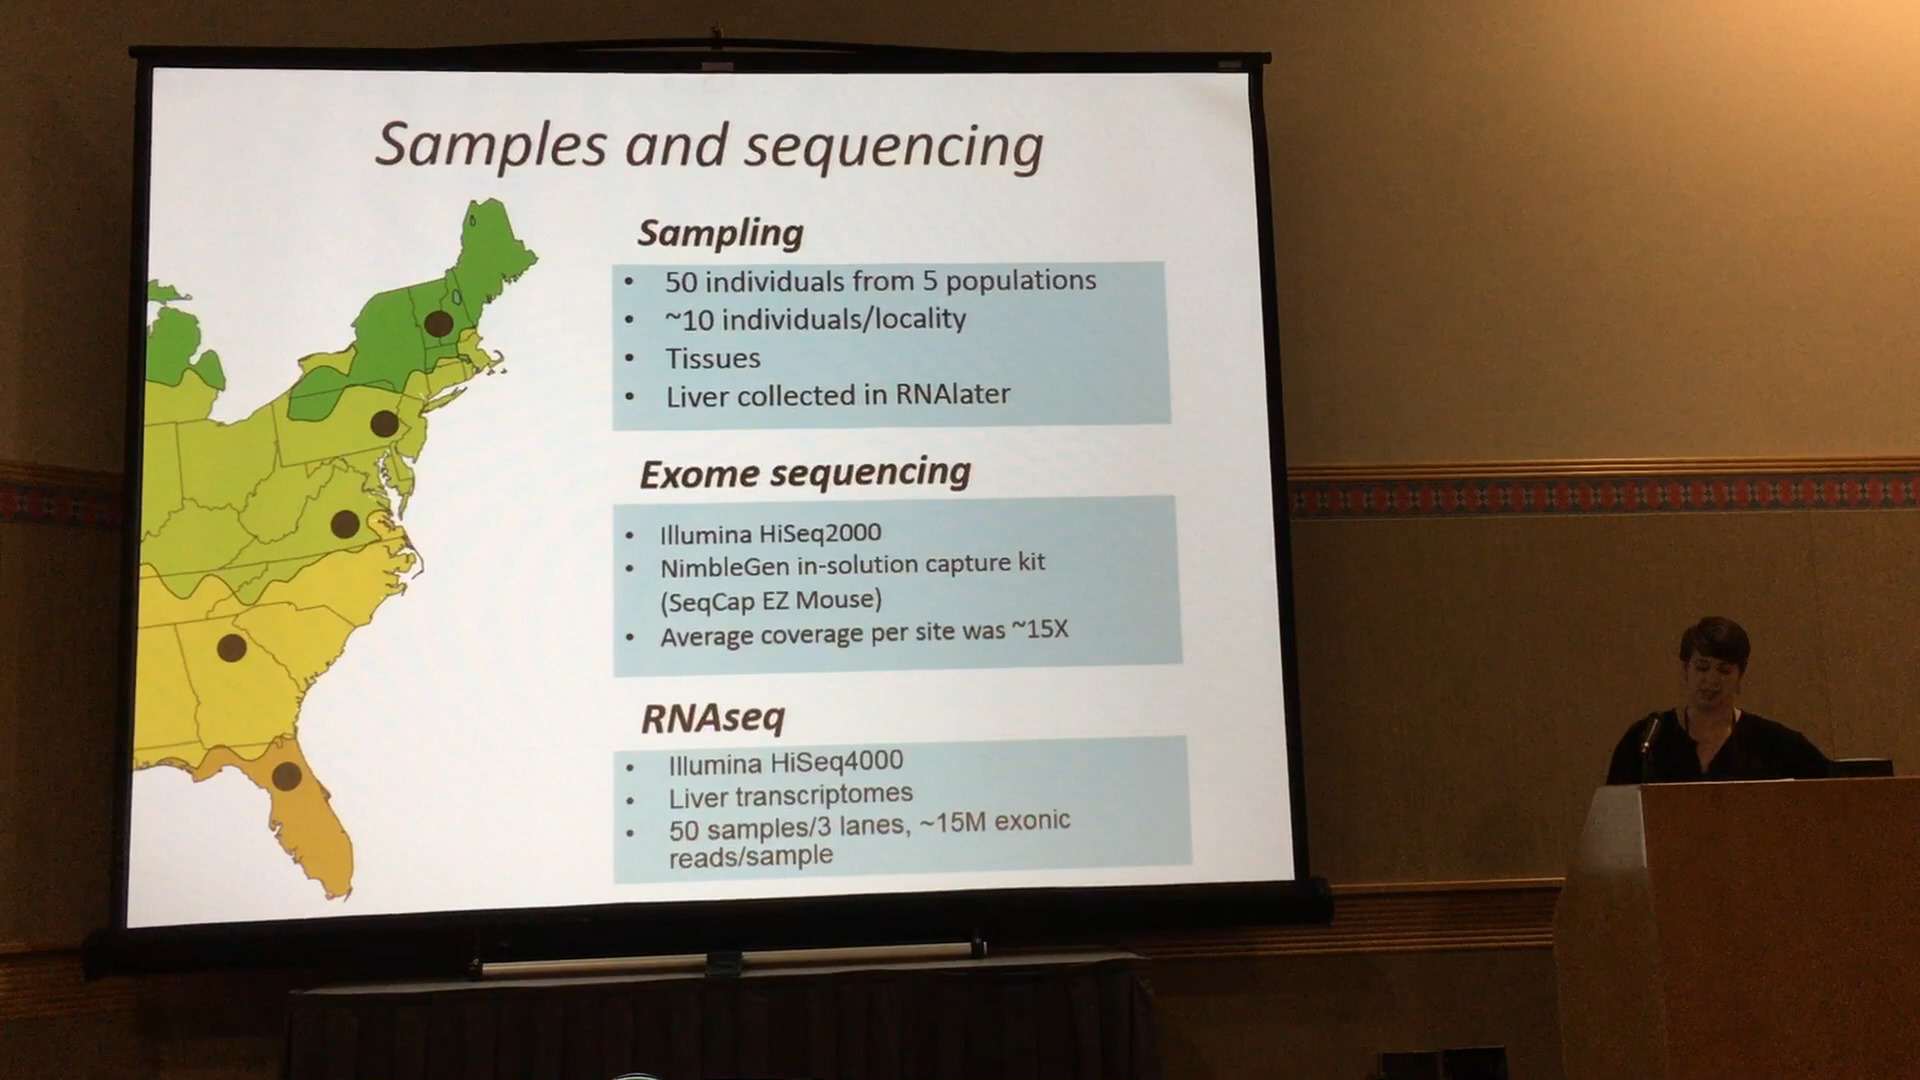 Samples and sequencing
Sampling
• 50 individuals from 5 populations
• ~10 individuals/locality
• Tissues
• Liver collected in RNAlater
Exome sequencing
• Illumina HiSeq2000
• NimbleGen in-solution capture kit
(SeqCap EZ Mouse)
• Average coverage per site was ~15X
RNAseq
• Illumina HiSeq4000
• Liver transcriptomes
• 50 samples/3 lanes, ~15M exonic
reads/sample